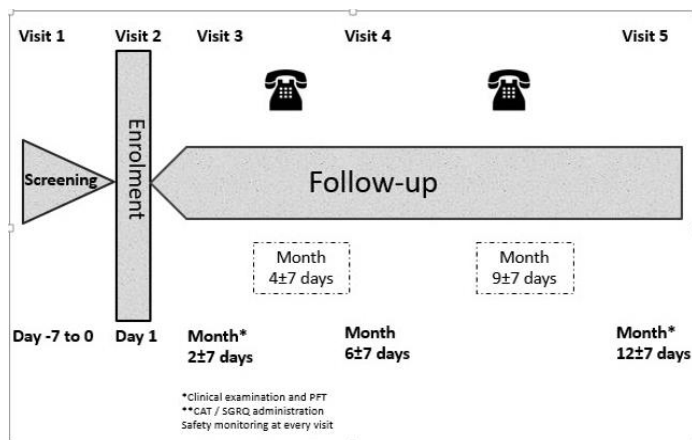 Visit 1
Visit 2
Visit 3
Visit 4
Visit 5
Screening
Enrolment
Follow-up
Month
4±7 days
Month
9±7 days
Day -7 to 0
Day 1
Month*
2±7 days
Month
6±7 days
Month*
12±7 days
*Clinical examination and PFT
**CAT / SGRQ administration
Safety monitoring at every visit